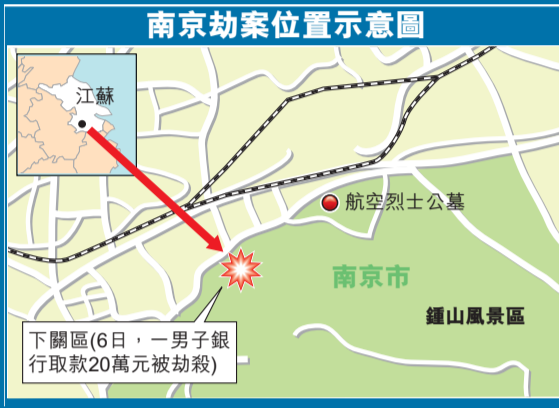 南京劫案位置示意圖
江蘇
航空烈士公墓
南京市
鍾山風景區
下關區(6日，一男子銀
行取款20萬元被劫殺)